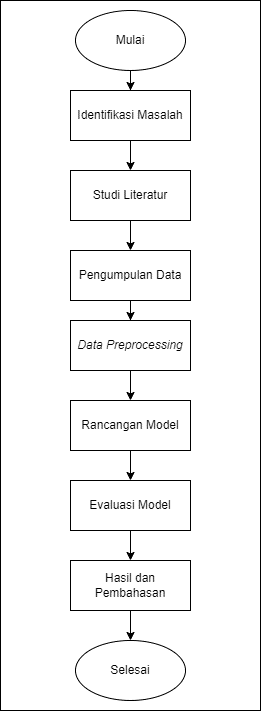 Mulai
Identifikasi Masalah
Studi Literatur
Pengumpulan Data
Data Preprocessing
Rancangan Model
Evaluasi Model
Hasil dan
Pembahasan
Selesai